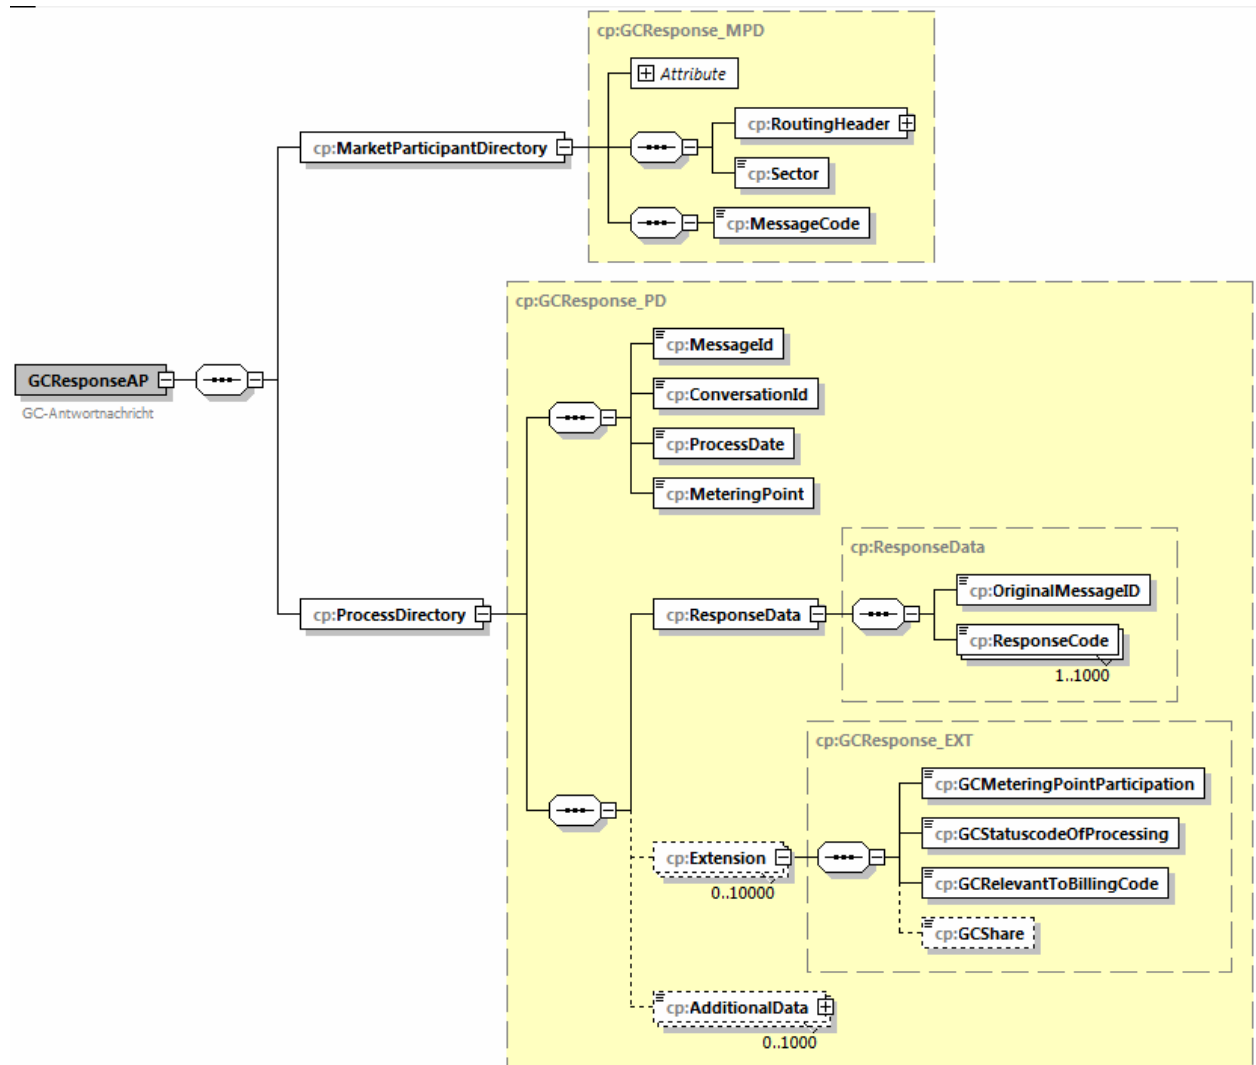 cp:GCResponse_MPD
Attribute
cp:RoutingHeader
cp:MarketParticipantDirectory
cp:Sector
cp:MessageCode
cp:GCResponse_PD
cp:MessageId
GCResponseAP
cp:ConversationId
GC-Antwortnachricht
cp:ProcessDate
cp:MeteringPoint
cp:ResponseData
cp:OriginalMessageID
cp:ProcessDirectory
cp:ResponseData
cp:ResponseCode
1..1000
cp:GCResponse_EXT
cp:GCMeteringPointParticipation
cp:GCStatuscodeOfProcessing
cp:Extension
0..10000
cp:GCRelevantToBillingCode
cp:GCShare
cp:AdditionalData
0..1000